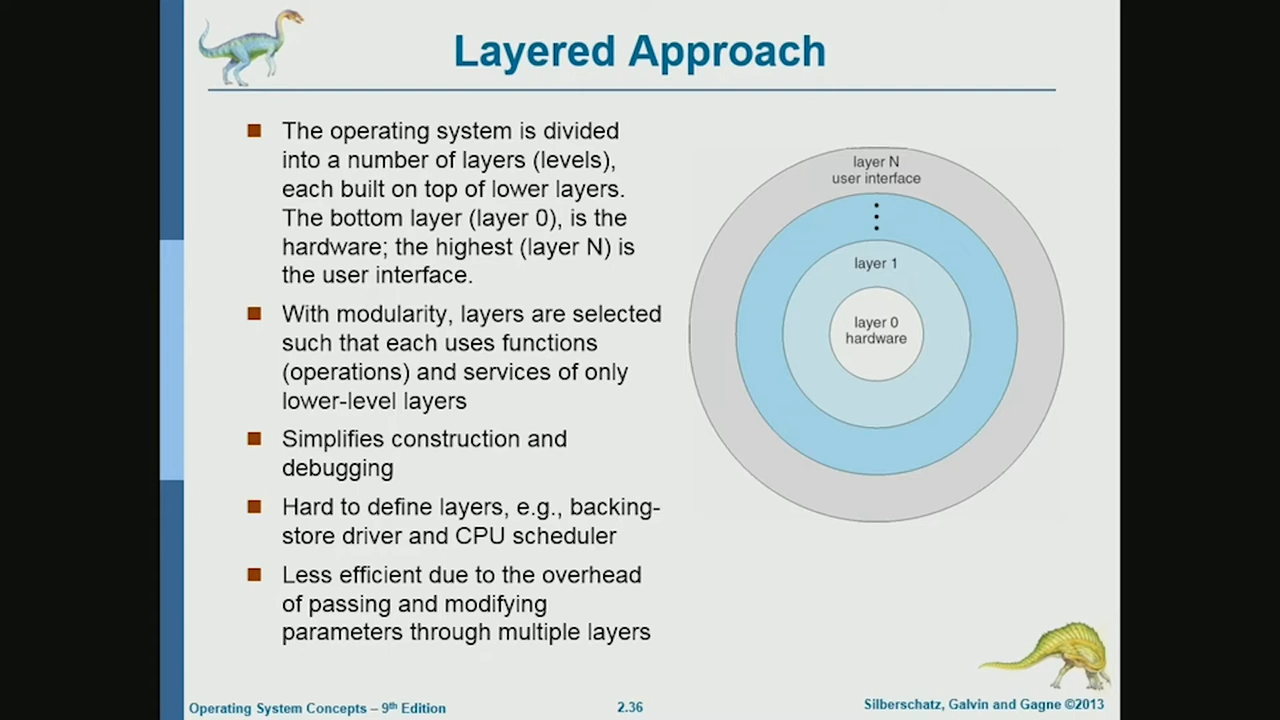 Layered Approach
The operating system is divided
into a number of layers (levels),
each built on top of lower layers.
The bottom layer (layer 0), is the
hardware; the highest (layer N) is
the user interface.
With modularity, layers are selected
such that each uses functions
(operations) and services of only
lower-level layers
Simplifies construction and
debugging
Hard to define layers, e.g., backing-
store driver and CPU scheduler
Less efficient due to the overhead
of passing and modifying
parameters through multiple layers
layer N
user interface
layer 1
layer 0
hardware
Operating System Concepts – 9th Edition
2.36
Silberschatz, Galvin and Gagne ©2013